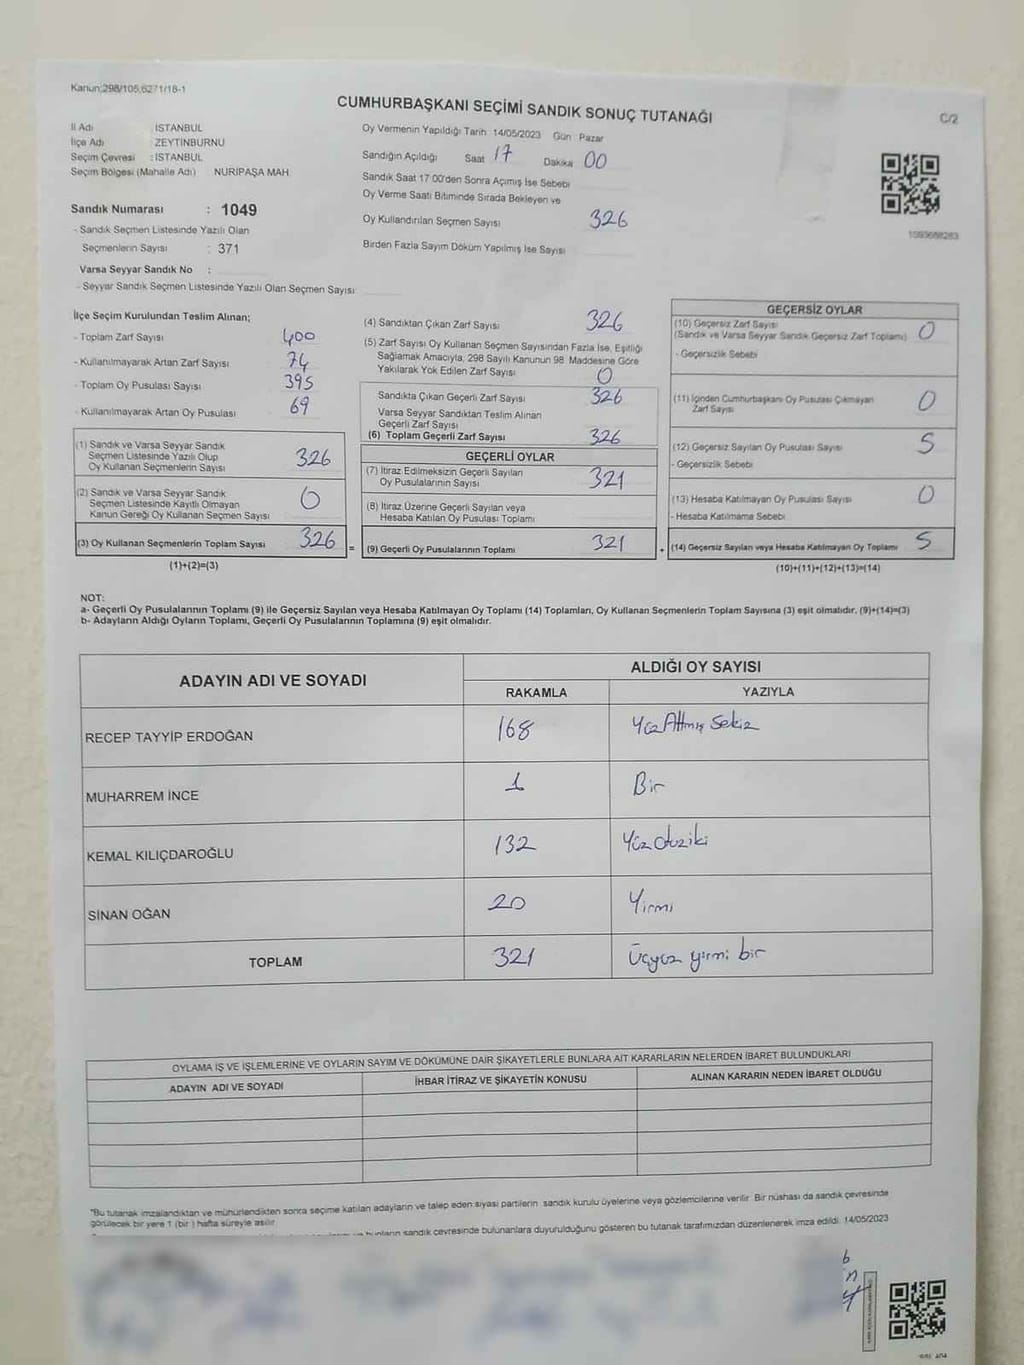 Kanun:298/105,6271/18-1
CUMHURBAŞKANI SEÇİMİ SANDIK SONUÇ TUTANAĞI
C/2
İl Adı İSTANBUL
İlçe Adı ZEYTİNBURNU
Seçim Çevresi : İSTANBUL
Seçim Bölgesi (Mahalle Adı) NURİPAŞA MAH.
Sandık Numarası : 1049
- Sandık Seçmen Listesinde Yazılı Olan
Seçmenlerin Sayısı : 371
Varsa Seyyar Sandık No :
- Seyyar Sandık Seçmen Listesinde Yazılı Olan Seçmen Sayısı:
Oy Vermenin Yapıldığı Tarih 14/05/2023 Gün : Pazar
Sandığın Açıldığı Saat 17 Dakika 00
Sandık Saat 17:00'den Sonra Açımış İse Sebebi
Oy Verme Saati Bitiminde Sırada Bekleyen ve
Oy Kullandırılan Seçmen Sayısı 326
Birden Fazla Sayım Döküm Yapılmış İse Sayısı
İlçe Seçim Kurulundan Teslim Alınan;
- Toplam Zarf Sayısı 400
- Kullanılmayarak Artan Zarf Sayısı 74
- Toplam Oy Pusulası Sayısı 395
- Kullanılmayarak Artan Oy Pusulası 69
(1) Sandık ve Varsa Seyyar Sandık
Seçmen Listesinde Yazılı Olup
Oy Kullanan Seçmenlerin Sayısı 326
(2) Sandık ve Varsa Seyyar Sandık
Seçmen Listesinde Kayıtlı Olmayan
Kanun Gereği Oy Kullanan Seçmen Sayısı 0
(3) Oy Kullanan Seçmenlerin Toplam Sayısı 326
(1)+(2)=(3)
(4) Sandıktan Çıkan Zarf Sayısı 326
(5) Zarf Sayısı Oy Kullanan Seçmen Sayısından Fazla İse, Eşitliği
Sağlamak Amacıyla, 298 Sayılı Kanunun 98. Maddesine Göre
Yakılarak Yok Edilen Zarf Sayısı 0
Sandıkta Çıkan Geçerli Zarf Sayısı 326
Varsa Seyyar Sandıktan Teslim Alınan
Geçerli Zarf Sayısı
(6) Toplam Geçerli Zarf Sayısı 326
GEÇERLİ OYLAR
(7) İtiraz Edilmeksizin Geçerli Sayılan
Oy Pusulalarının Sayısı 321
(8) İtiraz Üzerine Geçerli Sayılan veya
Hesaba Katılan Oy Pusulası Toplamı
= (9) Geçerli Oy Pusulalarının Toplamı 321
GEÇERSİZ OYLAR
(10) Geçersiz Zarf Sayısı
(Sandık ve Varsa Seyyar Sandık Geçersiz Zarf Toplamı) 0
- Geçersizlik Sebebi
(11) İçinden Cumhurbaşkanı Oy Pusulası Çıkmayan
Zarf Sayısı 0
(12) Geçersiz Sayılan Oy Pusulası Sayısı 5
- Geçersizlik Sebebi
(13) Hesaba Katılmayan Oy Pusulası Sayısı 0
- Hesaba Katılmama Sebebi
+ (14) Geçersiz Sayılan veya Hesaba Katılmayan Oy Toplamı 5
(10)+(11)+(12)+(13)=(14)
NOT:
a- Geçerli Oy Pusulalarının Toplamı (9) ile Geçersiz Sayılan veya Hesaba Katılmayan Oy Toplamı (14) Toplamları, Oy Kullanan Seçmenlerin Toplam Sayısına (3) eşit olmalıdır. (9)+(14)=(3)
b- Adayların Aldığı Oyların Toplamı, Geçerli Oy Pusulalarının Toplamına (9) eşit olmalıdır.
ADAYIN ADI VE SOYADI
ALDIĞI OY SAYISI
RAKAMLA YAZIYLA
RECEP TAYYİP ERDOĞAN 168 Yüz Altmış Sekiz
MUHARREM İNCE 1 Bir
KEMAL KILIÇDAROĞLU 132 Yüz otuz iki
SİNAN OĞAN 20 Yirmi
TOPLAM 321 Üçyüz yirmi bir
OYLAMA İŞ VE İŞLEMLERİNE VE OYLARIN SAYIM VE DÖKÜMÜNE DAİR ŞİKAYETLERLE BUNLARA AİT KARARLARIN NELERDEN İBARET BULUNDUKLARI
ADAYIN ADI VE SOYADI İHBAR İTİRAZ VE ŞİKAYETİN KONUSU ALINAN KARARIN NEDEN İBARET OLDUĞU
"Bu tutanak imzalandıktan ve mühürlendikten sonra seçime katılan adayların ve talep eden siyasi partilerin sandık kurulu üyelerine veya gözlemcilerine verilir. Bir nüshası da sandık çevresinde
görülecek bir yere 1 (bir) hafta süreyle asılır.
bunların sandık çevresinde bulunanlara duyurulduğunu gösteren bu tutanak tarafımızdan düzenlenerek imza edildi. 14/05/2023